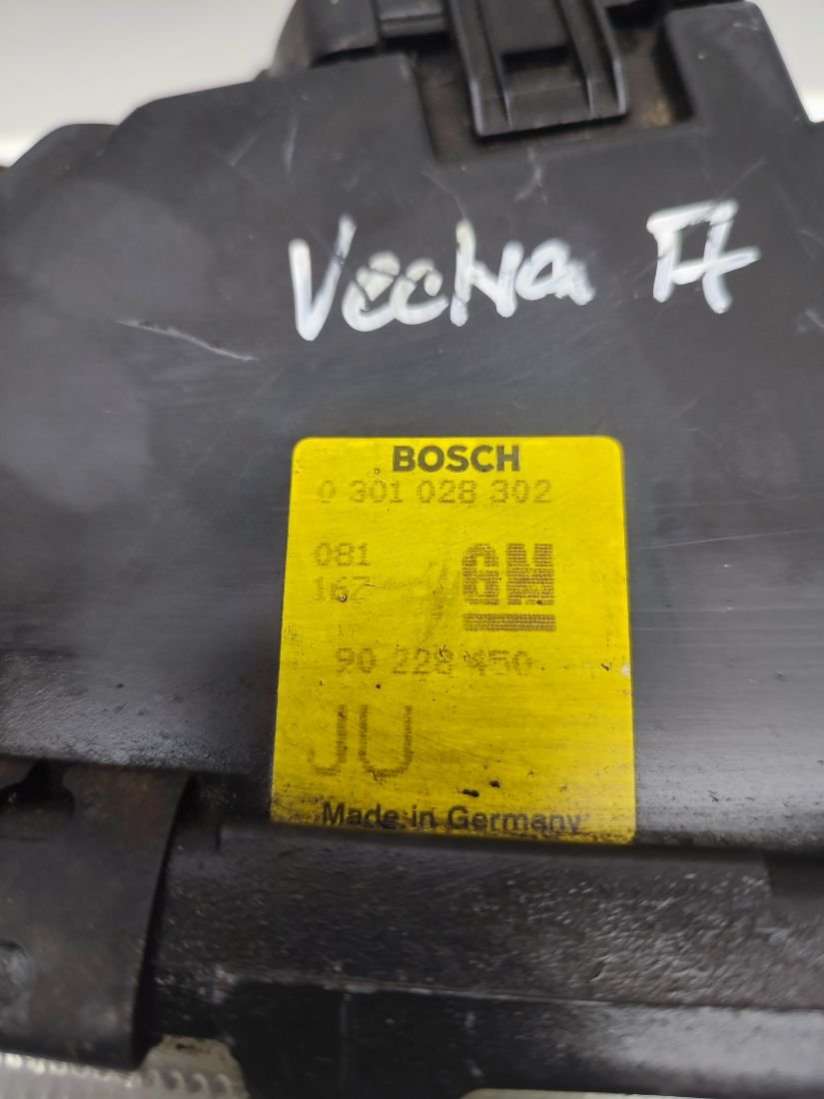 Vectra A
BOSCH
0 301 028 302
081
167
GM
90 228 450
JU
Made in Germany